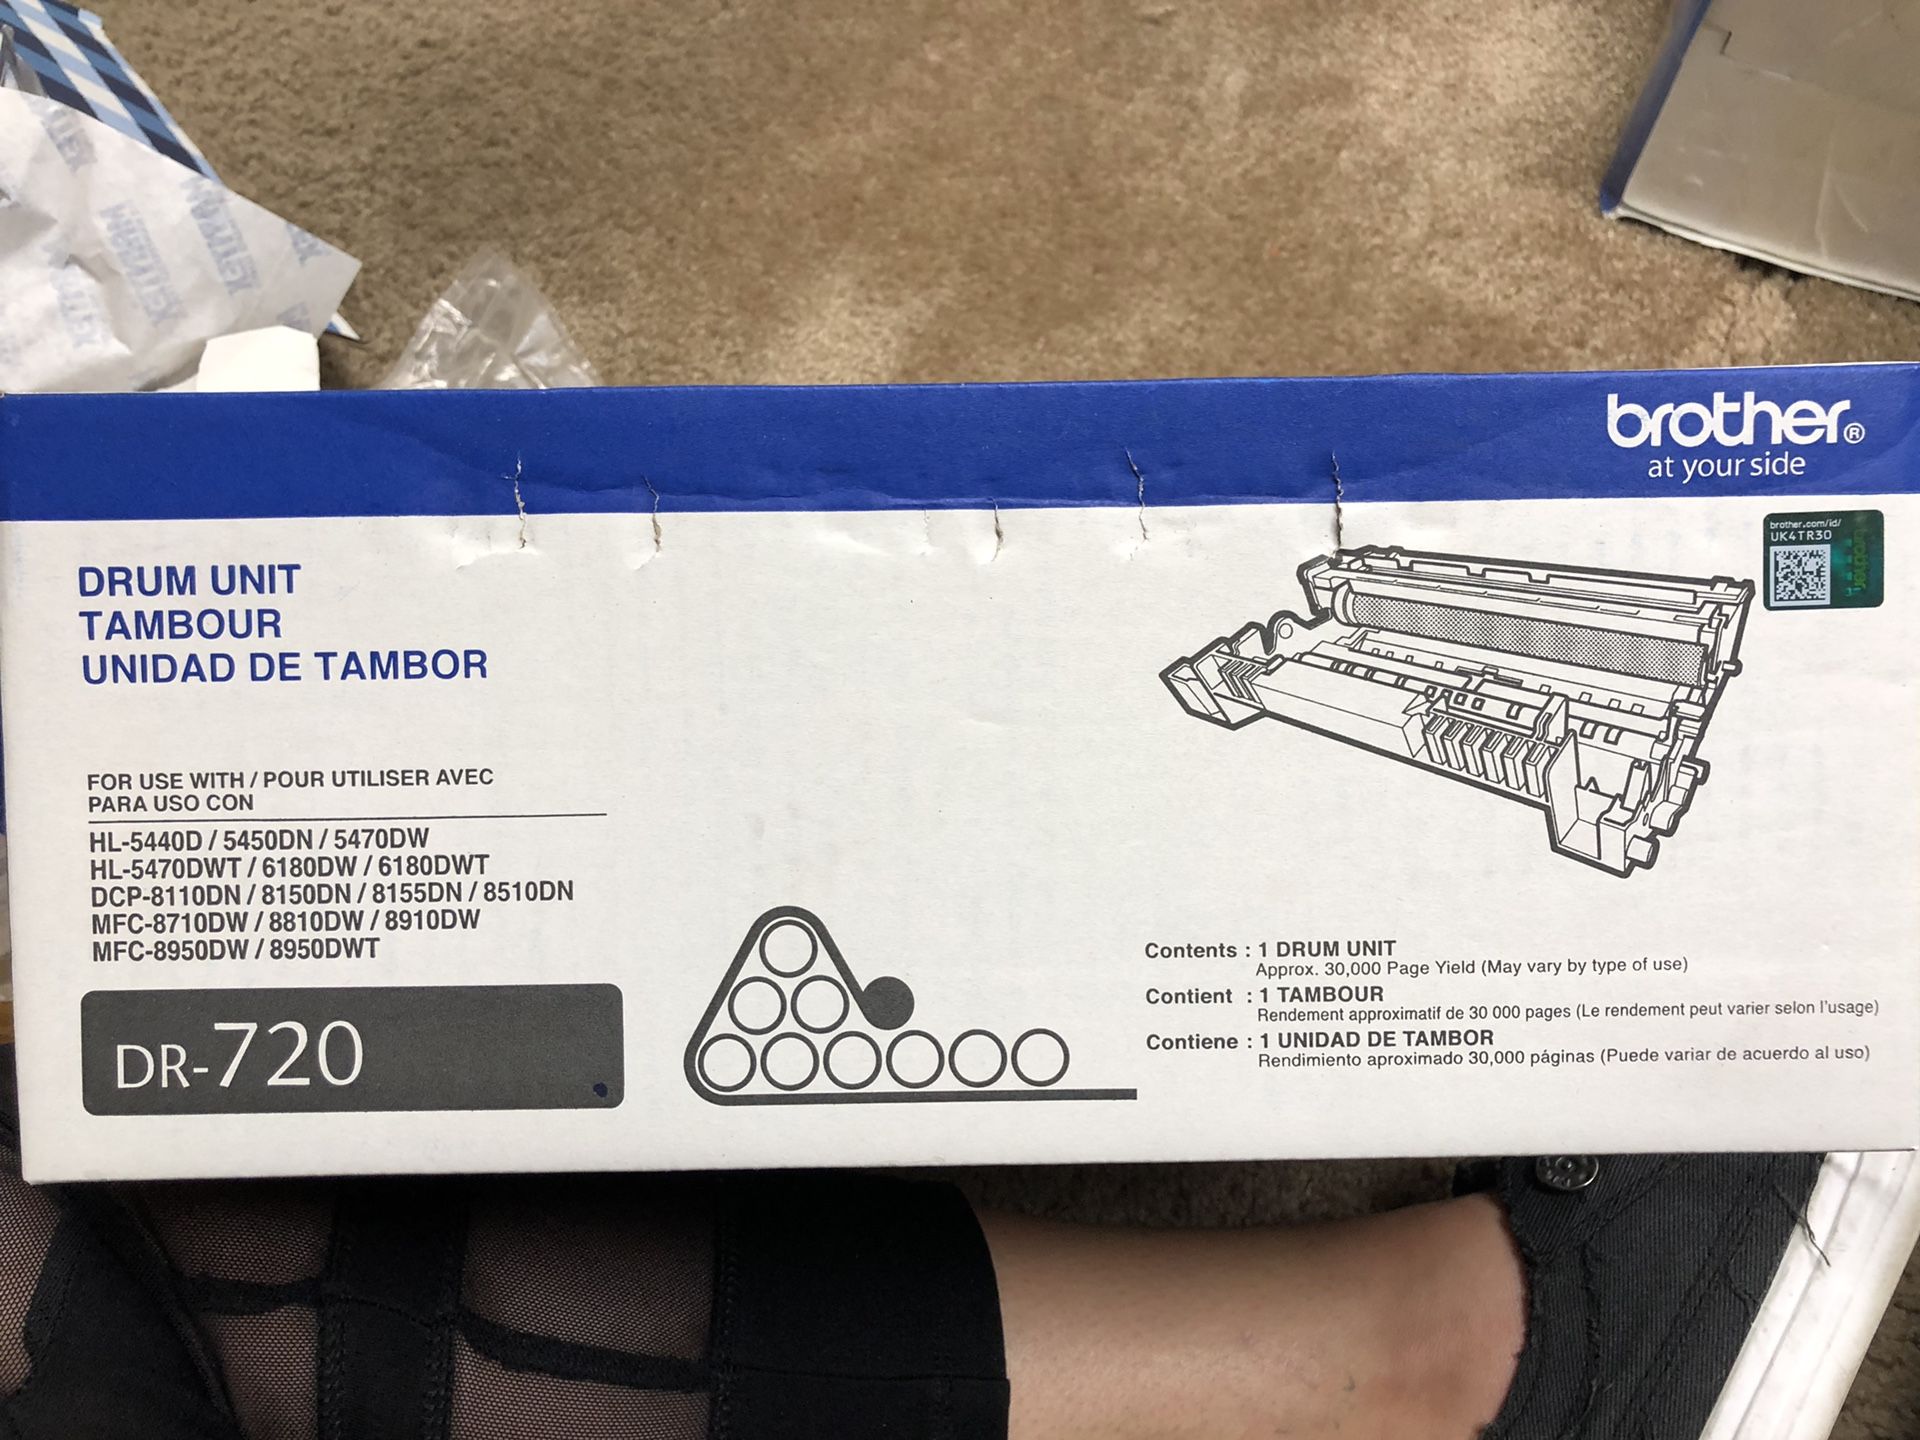 brother®
at your side
brother.com/id/
UK4TR30
brother
DRUM UNIT
TAMBOUR
UNIDAD DE TAMBOR
FOR USE WITH / POUR UTILISER AVEC
PARA USO CON
HL-5440D / 5450DN / 5470DW
HL-5470DWT / 6180DW / 6180DWT
DCP-8110DN / 8150DN / 8155DN / 8510DN
MFC-8710DW / 8810DW / 8910DW
MFC-8950DW / 8950DWT
DR-720
Contents : 1 DRUM UNIT
Approx. 30,000 Page Yield (May vary by type of use)
Contient : 1 TAMBOUR
Rendement approximatif de 30 000 pages (Le rendement peut varier selon l'usage)
Contiene : 1 UNIDAD DE TAMBOR
Rendimiento aproximado 30,000 páginas (Puede variar de acuerdo al uso)